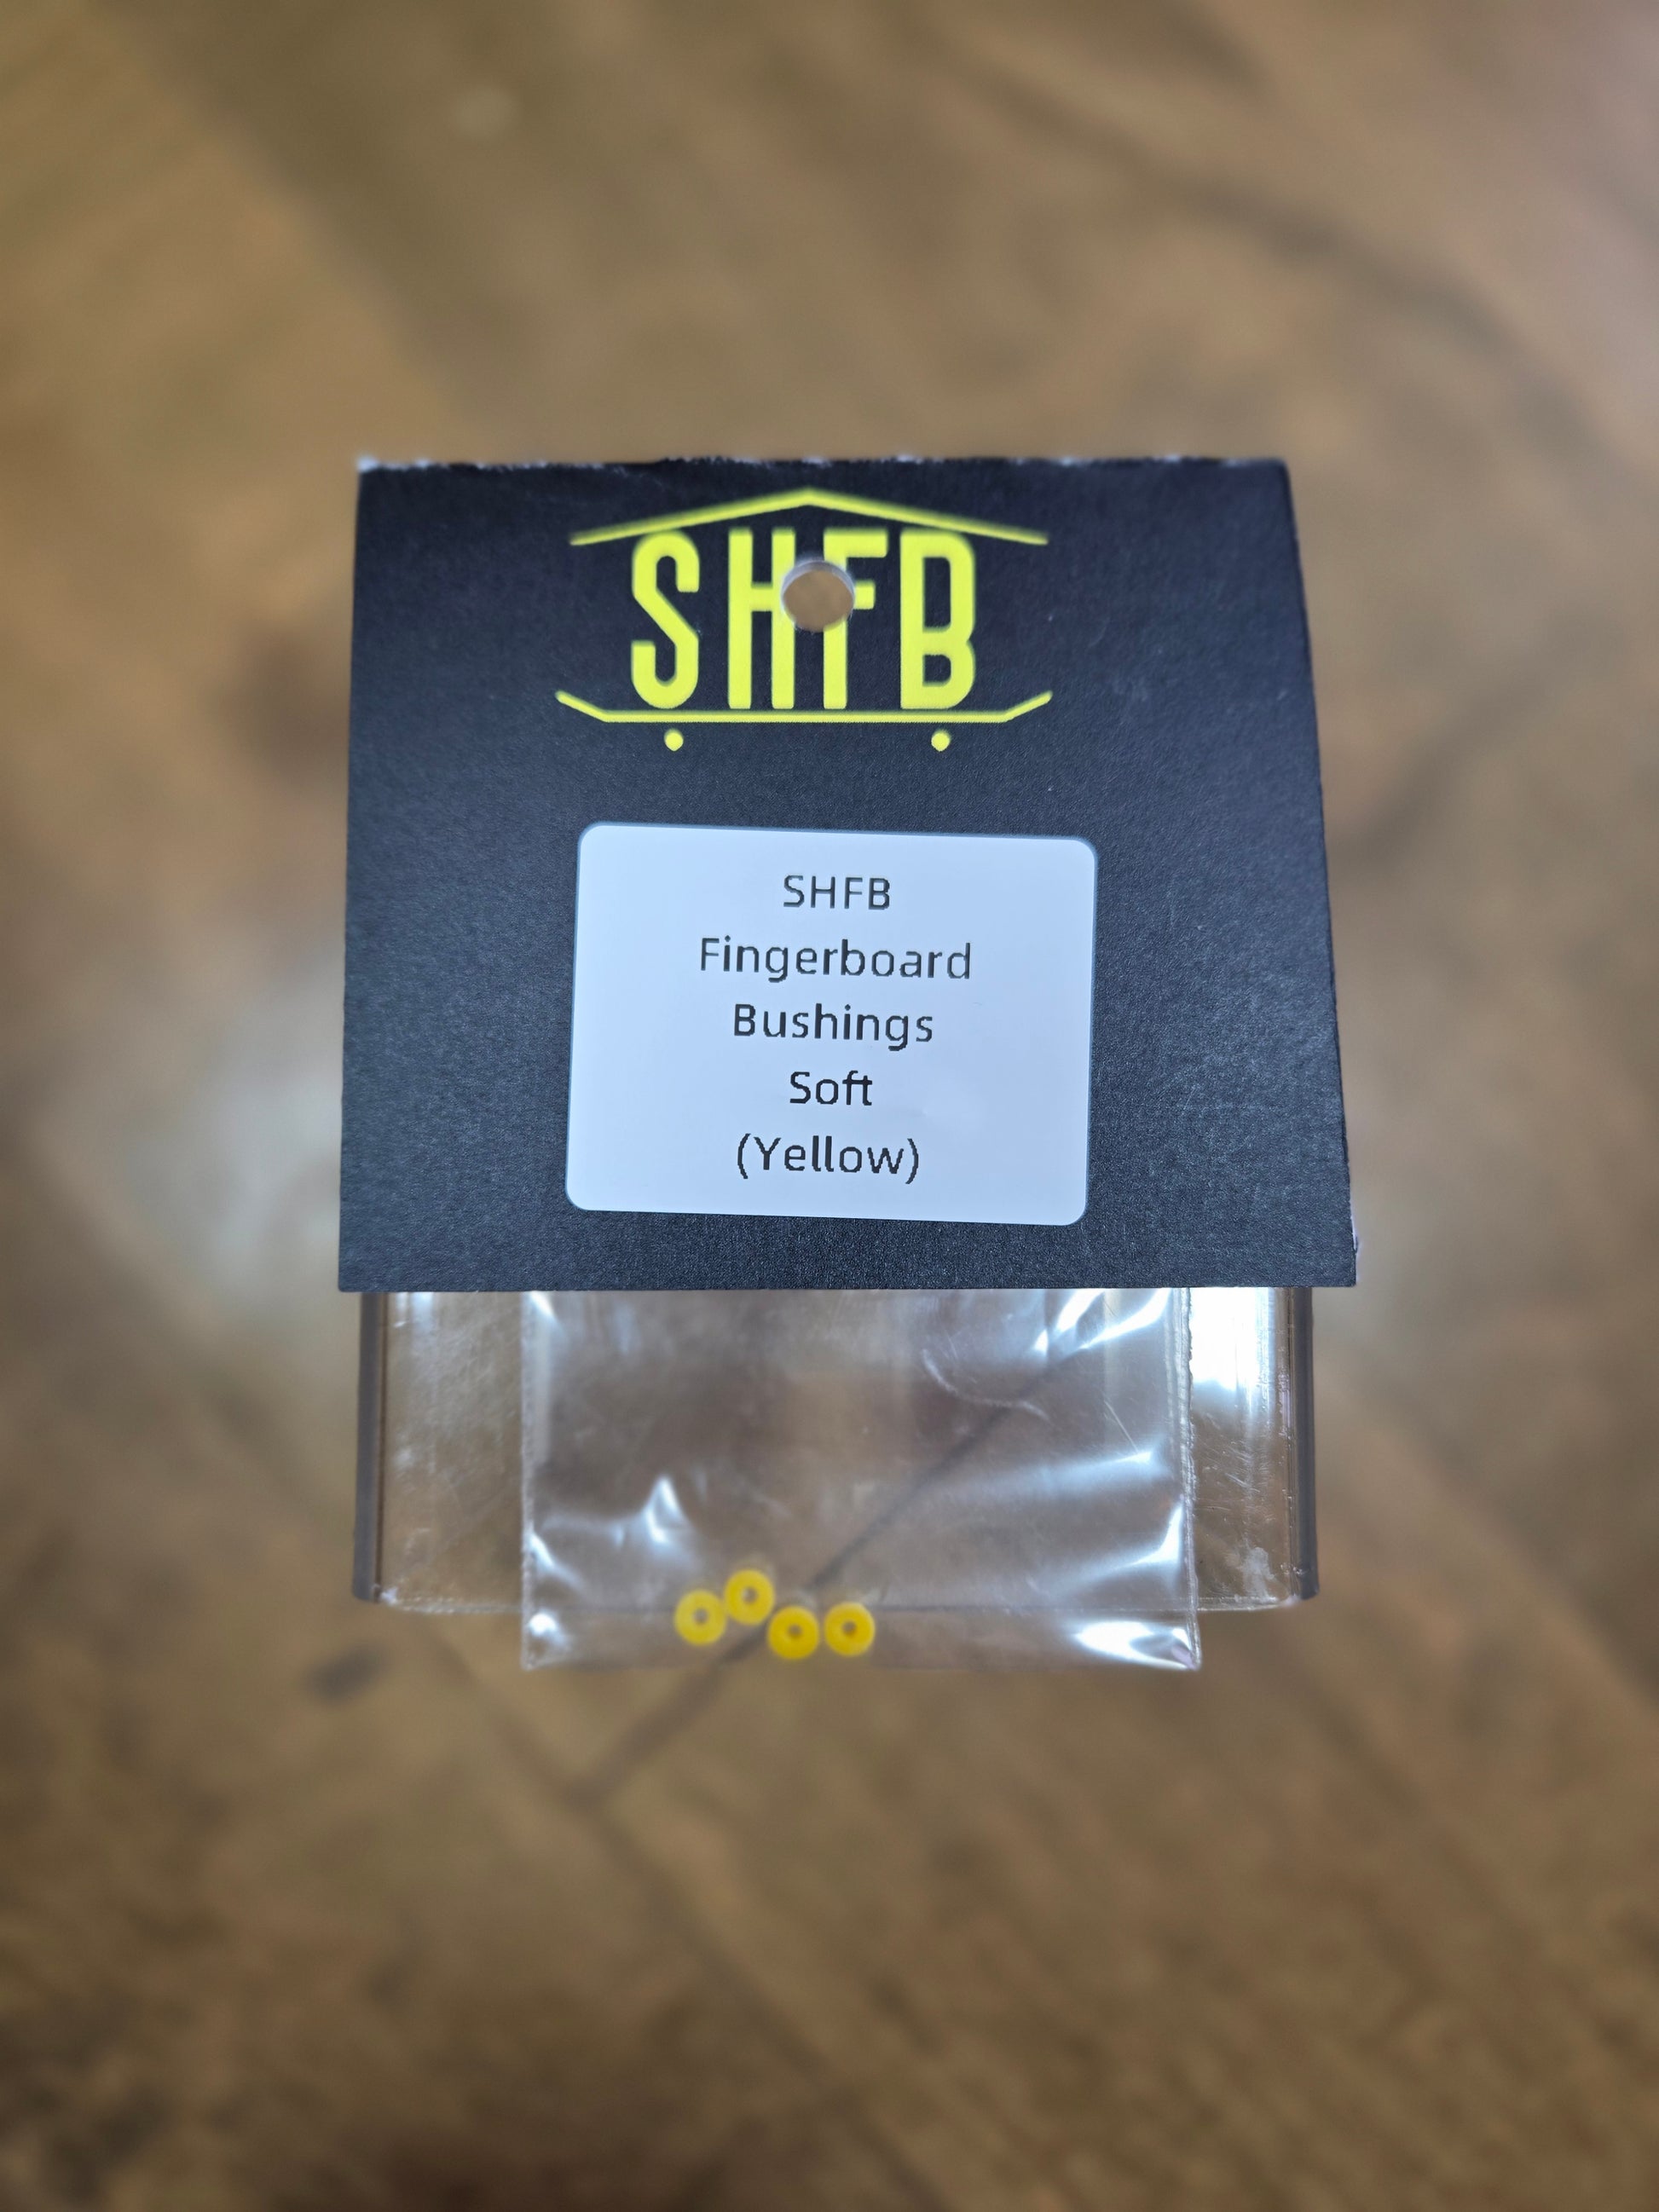 SHFB
SHFB
Fingerboard
Bushings
Soft
(Yellow)